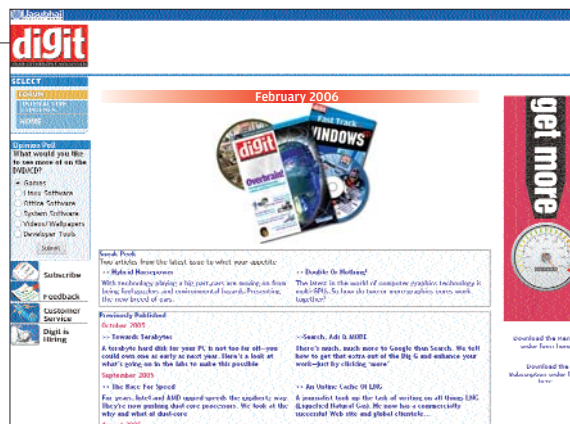 digit
SELECT
FORUM
HOME
February 2006
Fast Track
WINDOWS
digit
Overbrain!
get more
Opinion Poll
What would you like
to see more of on the
DVD/CD?
Games
Linux Software
Office Software
System Software
Videos/Wallpapers
Developer Tools
Submit
Subscribe
Feedback
Customer
Service
Digit is
Hiring
Sneak Peek
Two articles from the latest issue to whet your appetite
>> Hybrid Horsepower
With technology playing a big part, cars are moving on from
being fuelguzzlers and environmental hazards. Presenting
the new breed of cars.
>> Double Or Nothing?
The latest in the world of computer graphics technology is
multi-GPU. So how do two or more graphics cores work
together?
Previously Published
October 2005
>> Towards Terabytes
A terabyte hard disk for your PC is not too far off—you
could own one as early as next year. Here's a look at
what's going on in the labs to make this possible
>>Search, Ads & MORE
There's much, much more to Google than Search. We tell
how to get that extra out of the Big G and enhance your
work—just by clicking 'more'
September 2005
>> The Race For Speed
For years, Intel and AMD upped speeds the gigahertz way.
They're now pushing dual-core processors. We look at the
why and what of dual-core
>> An Online Cache Of LNG
A journalist took up the task of writing on all things LNG
(Liquefied Natural Gas). He now has a commercially
successful Web site and global clientele...
Download the
under
Download the